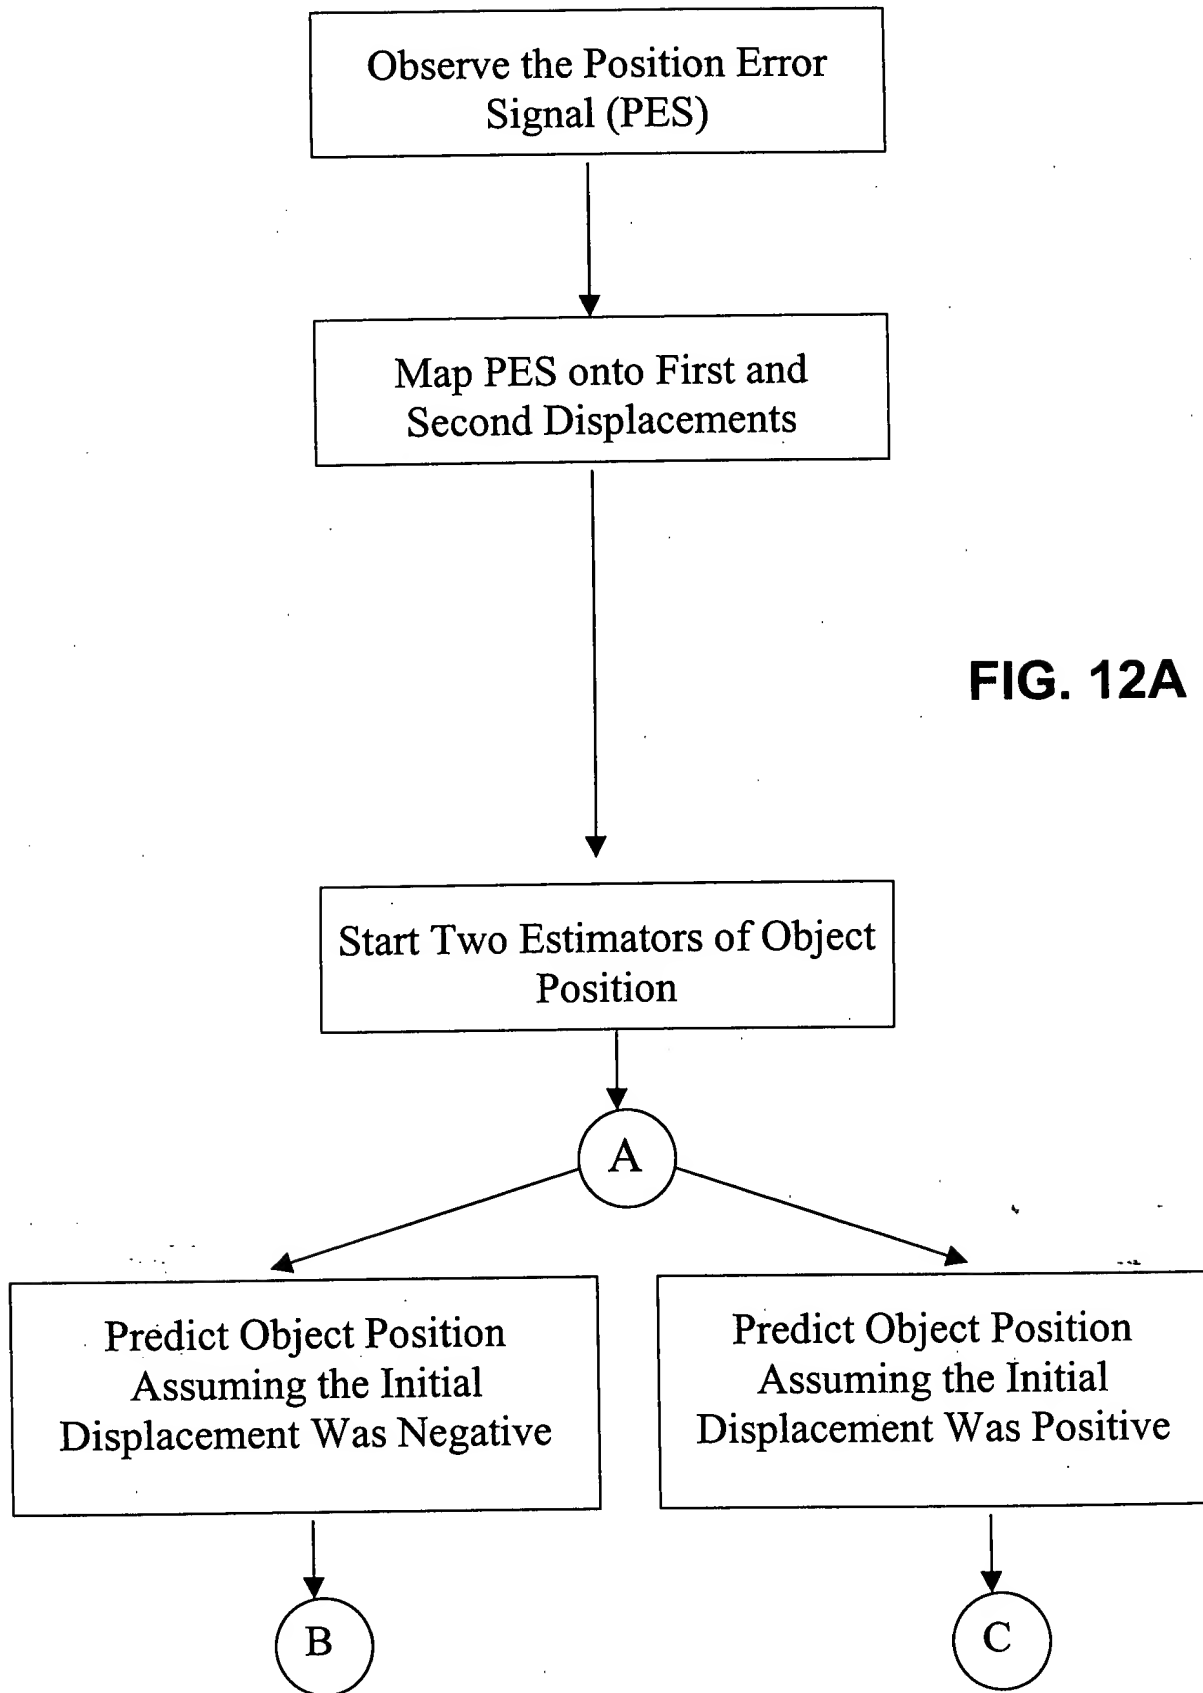 Observe the Position Error
Signal (PES)
Map PES onto First and
Second Displacements
FIG. 12A
Start Two Estimators of Object
Position
A
Predict Object Position
Assuming the Initial
Displacement Was Negative
Predict Object Position
Assuming the Initial
Displacement Was Positive
B
C